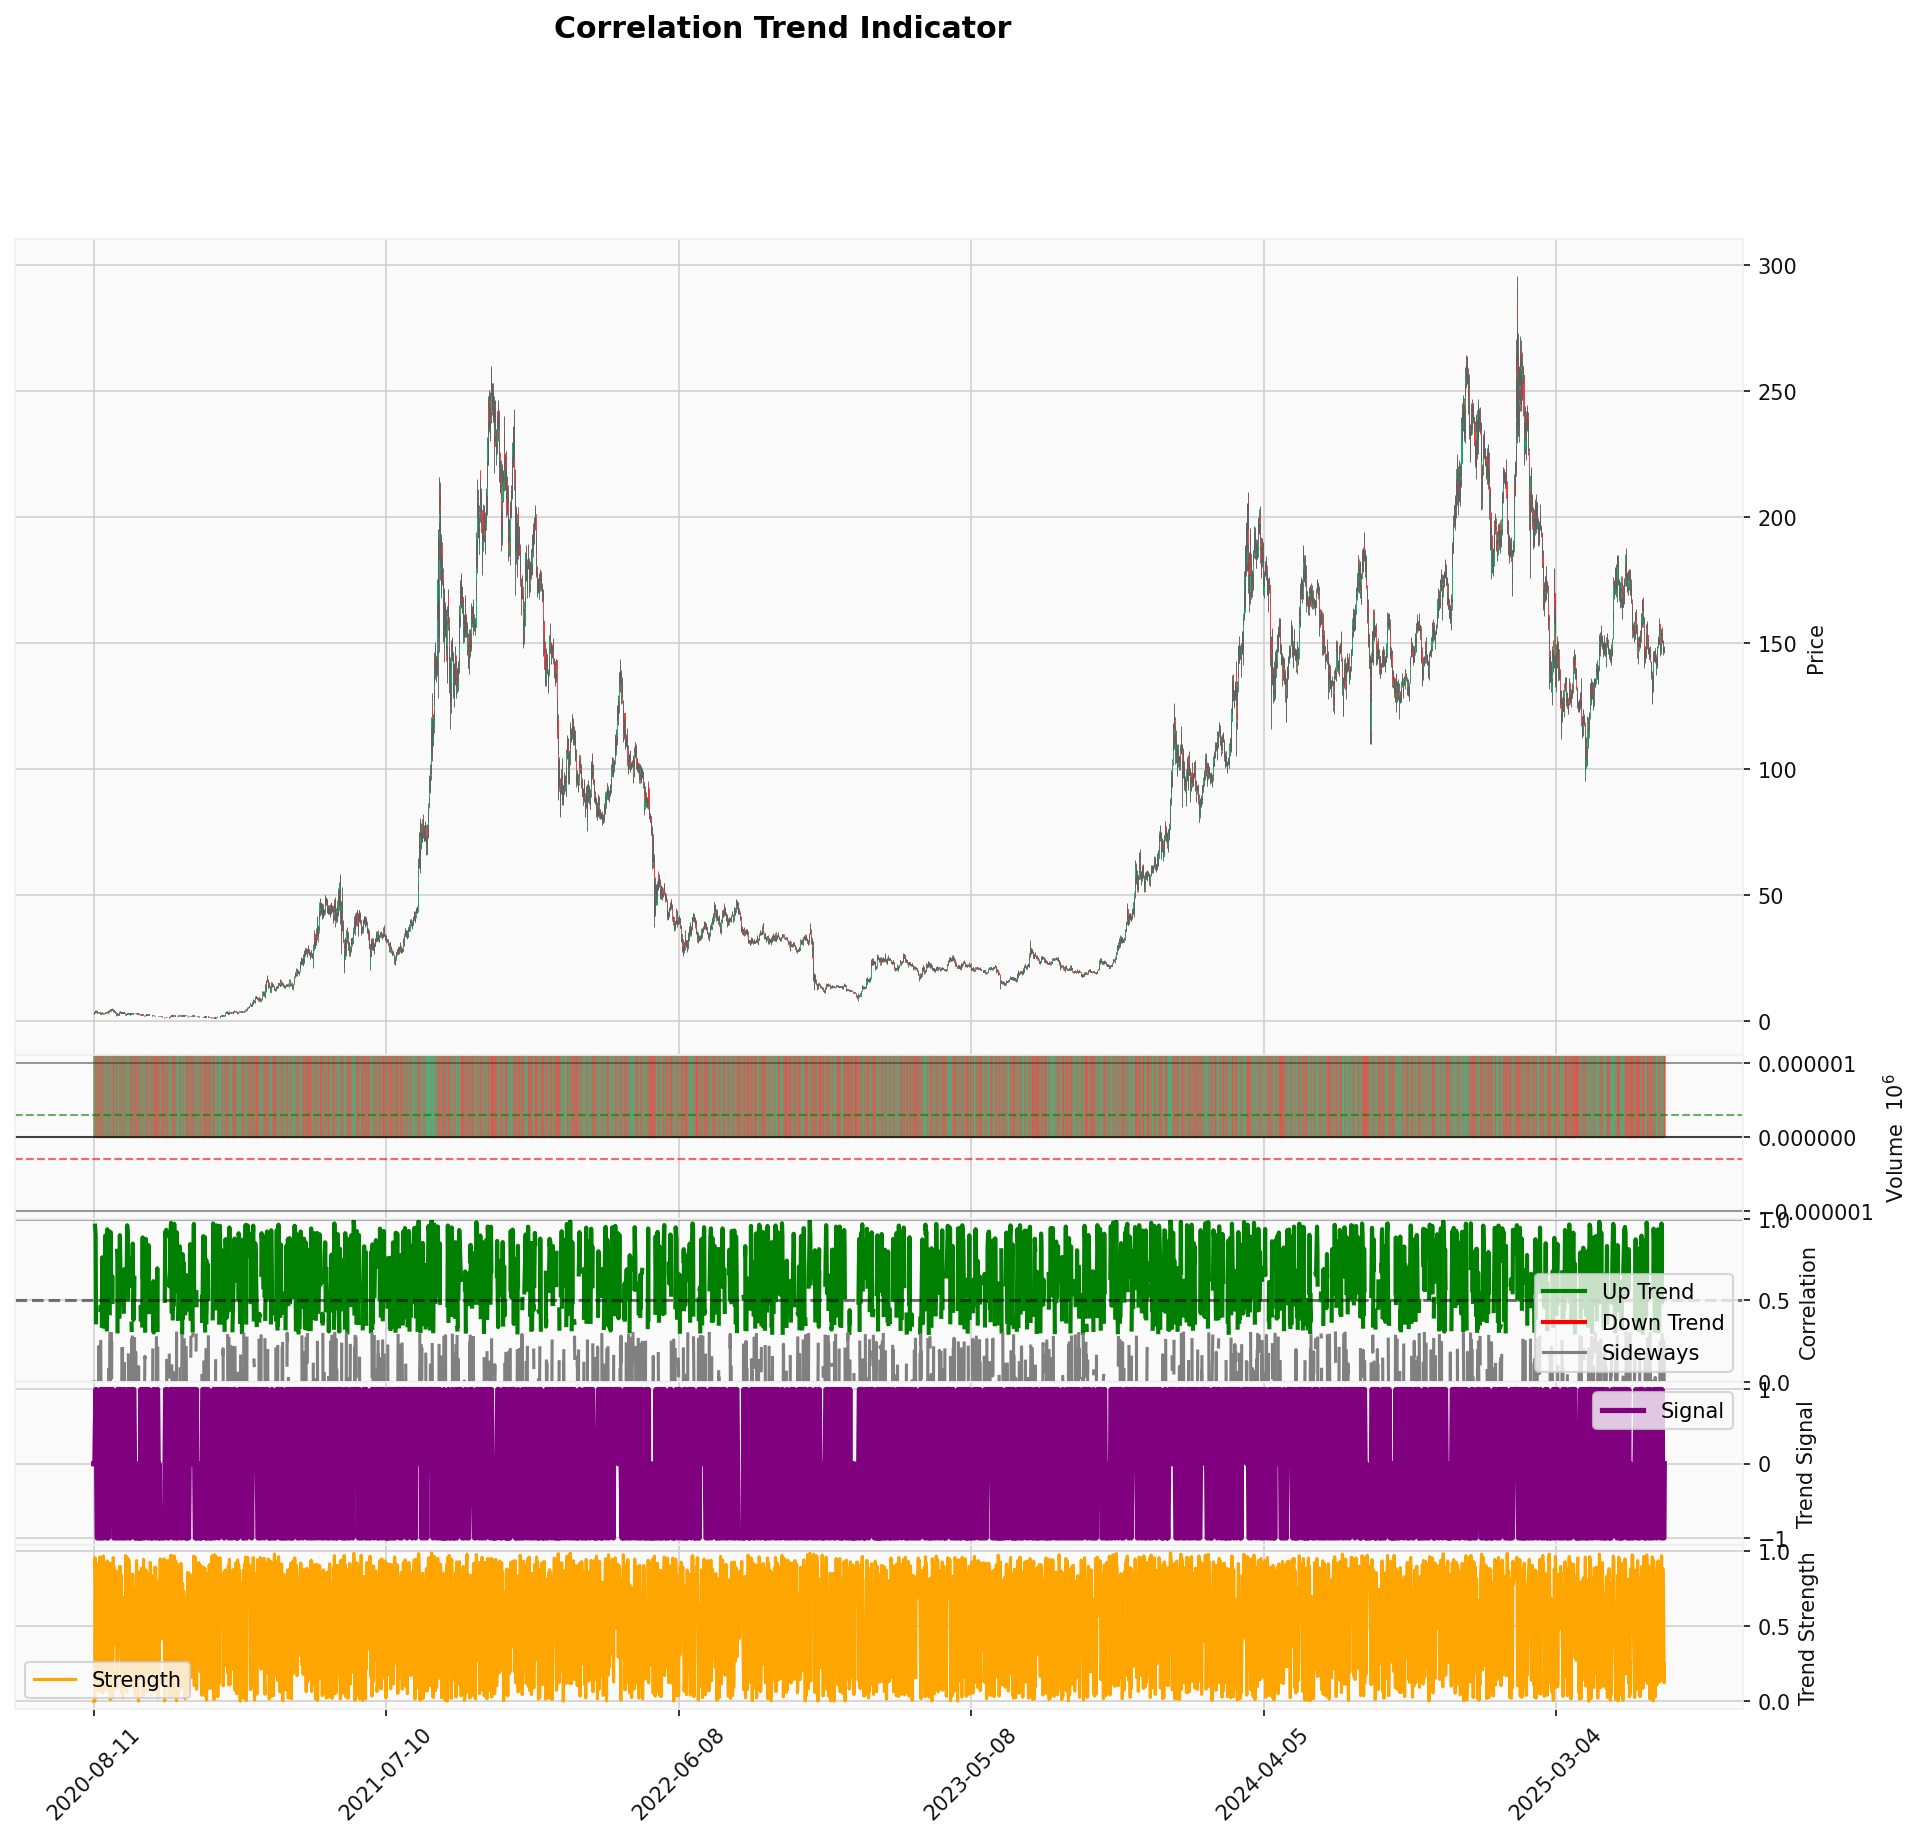 Correlation Trend Indicator
300
250
200
150
100
50
0
Price
0.000001
0.000000
−0.000001
Volume 10^6
1.0
0.5
0.0
Correlation
Up Trend
Down Trend
Sideways
1
0
−1
Trend Signal
Signal
1.0
0.5
0.0
Trend Strength
Strength
2020-08-11
2021-07-10
2022-06-08
2023-05-08
2024-04-05
2025-03-04